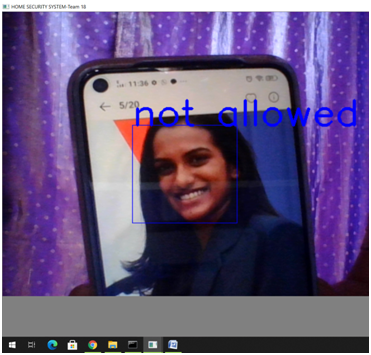 HOME SECURITY SYSTEM-Team 18
11:36
5/20
not allowed